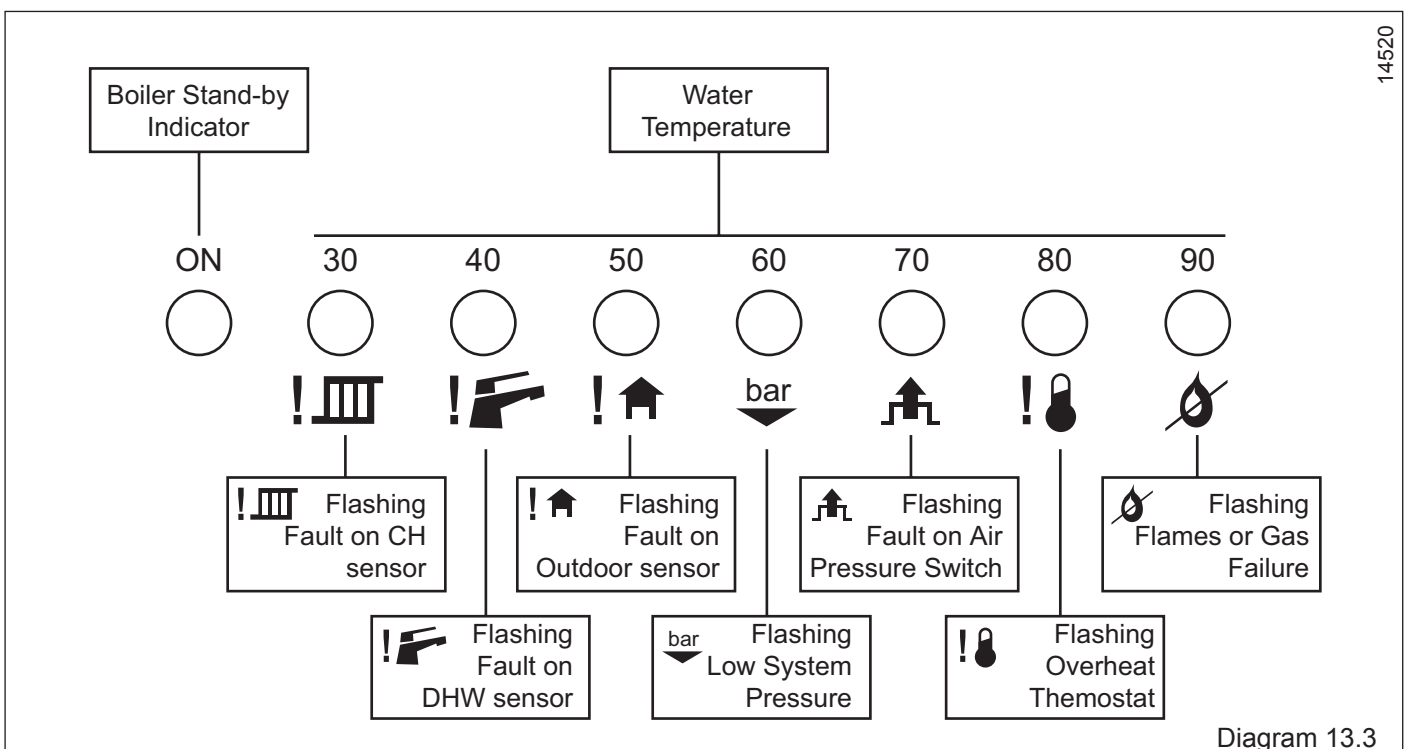 14520
Boiler Stand-by
Indicator
Water
Temperature
ON 30 40 50 60 70 80 90
! ! ! bar !
! Flashing
Fault on CH
sensor
! Flashing
Fault on
Outdoor sensor
Flashing
Fault on Air
Pressure Switch
Flashing
Flames or Gas
Failure
! Flashing
Fault on
DHW sensor
bar Flashing
Low System
Pressure
! Flashing
Overheat
Themostat
Diagram 13.3